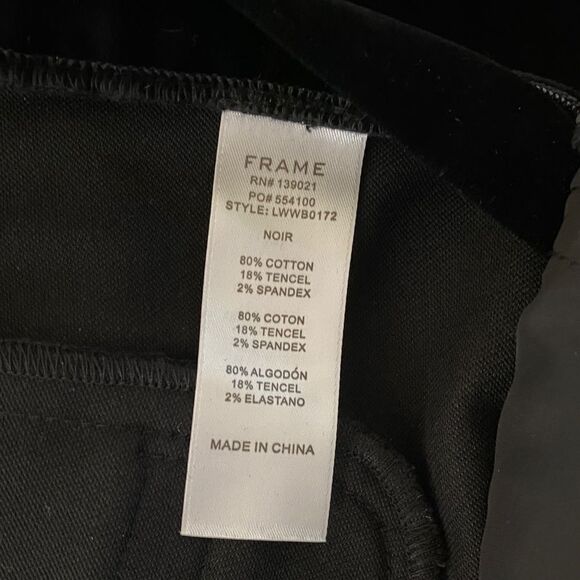 FRAME
RN# 139021
PO# 554100
STYLE: LWWB0172
NOIR
80% COTTON
18% TENCEL
2% SPANDEX
80% COTON
18% TENCEL
2% SPANDEX
80% ALGODÓN
18% TENCEL
2% ELASTANO
MADE IN CHINA